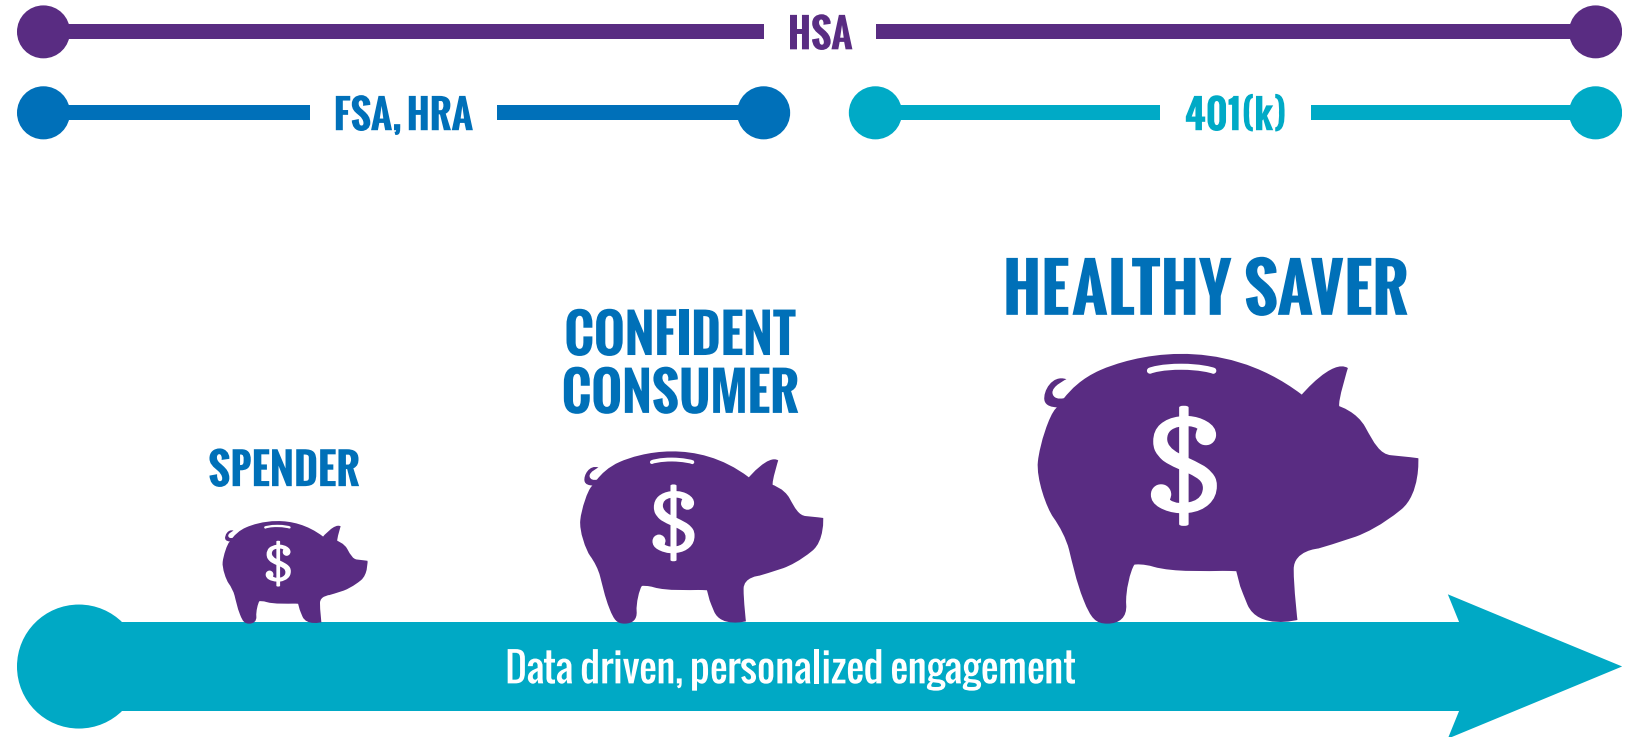 HSA
FSA, HRA
401(k)
HEALTHY SAVER
CONFIDENT
CONSUMER
SPENDER
$
$
$
Data driven, personalized engagement